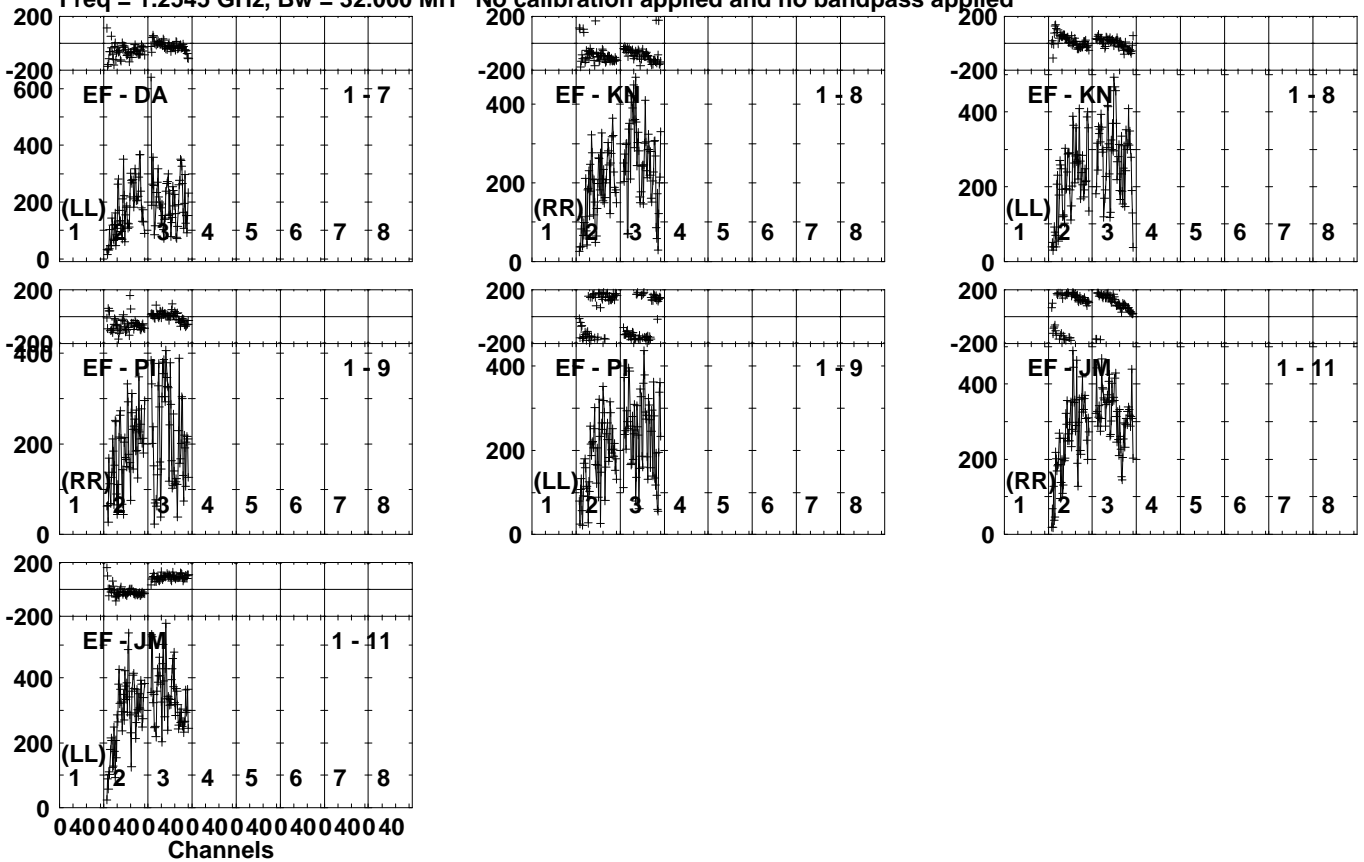 Freq = 1.2545 GHz, Bw = 32.000 MH No calibration applied and no bandpass applied
200
-200
600
400
200
0
EF - DA 1 - 7
(LL)
1 2 3 4 5 6 7 8
200
-200
400
200
0
EF - KN 1 - 8
(RR)
1 2 3 4 5 6 7 8
200
-200
400
200
0
EF - KN 1 - 8
(LL)
1 2 3 4 5 6 7 8
200
-200
400
200
0
EF - PI 1 - 9
(RR)
1 2 3 4 5 6 7 8
200
-200
400
200
0
EF - PI 1 - 9
(LL)
1 2 3 4 5 6 7 8
200
-200
400
200
0
EF - JM 1 - 11
(RR)
1 2 3 4 5 6 7 8
200
-200
400
200
0
EF - JM 1 - 11
(LL)
1 2 3 4 5 6 7 8
0 40 0 40 0 40 0 40 0 40 0 40 0 40 0 40
Channels